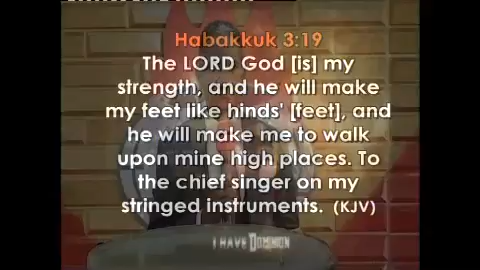 Habakkuk 3:19
The LORD God [is] my
strength, and he will make
my feet like hinds' [feet], and
he will make me to walk
upon mine high places. To
the chief singer on my
stringed instruments. (KJV)
I HAVE DOMINION